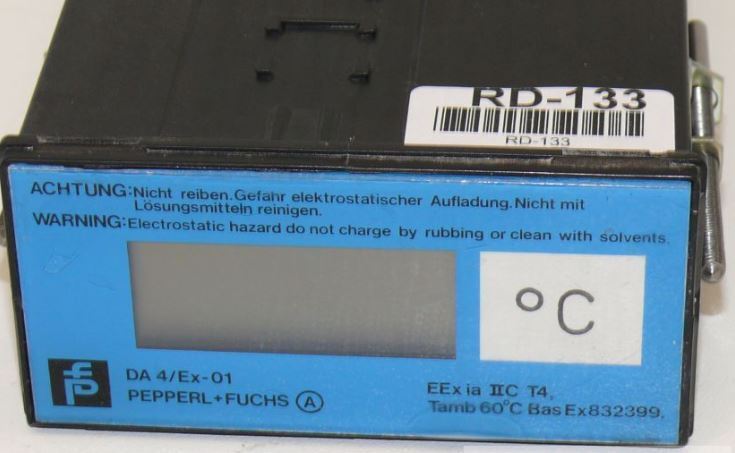 RD-133
RD-133
ACHTUNG:Nicht reiben.Gefahr elektrostatischer Aufladung.Nicht mit
Lösungsmitteln reinigen.
WARNING:Electrostatic hazard do not charge by rubbing or clean with solvents.
°C
DA 4/Ex-01
PEPPERL+FUCHS A
EEx ia IIC T4,
Tamb 60°C Bas Ex832399,